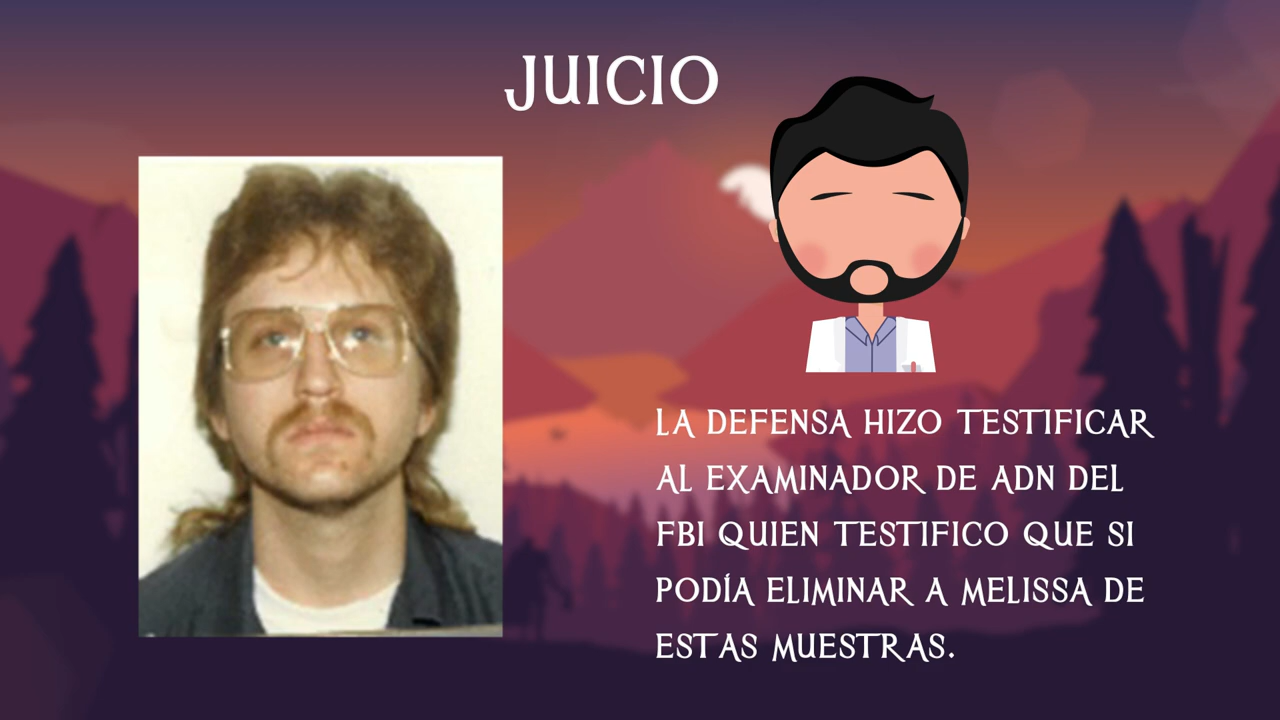 JUICIO
LA DEFENSA HIZO TESTIFICAR
AL EXAMINADOR DE ADN DEL
FBI QUIEN TESTIFICO QUE SI
PODÍA ELIMINAR A MELISSA DE
ESTAS MUESTRAS.